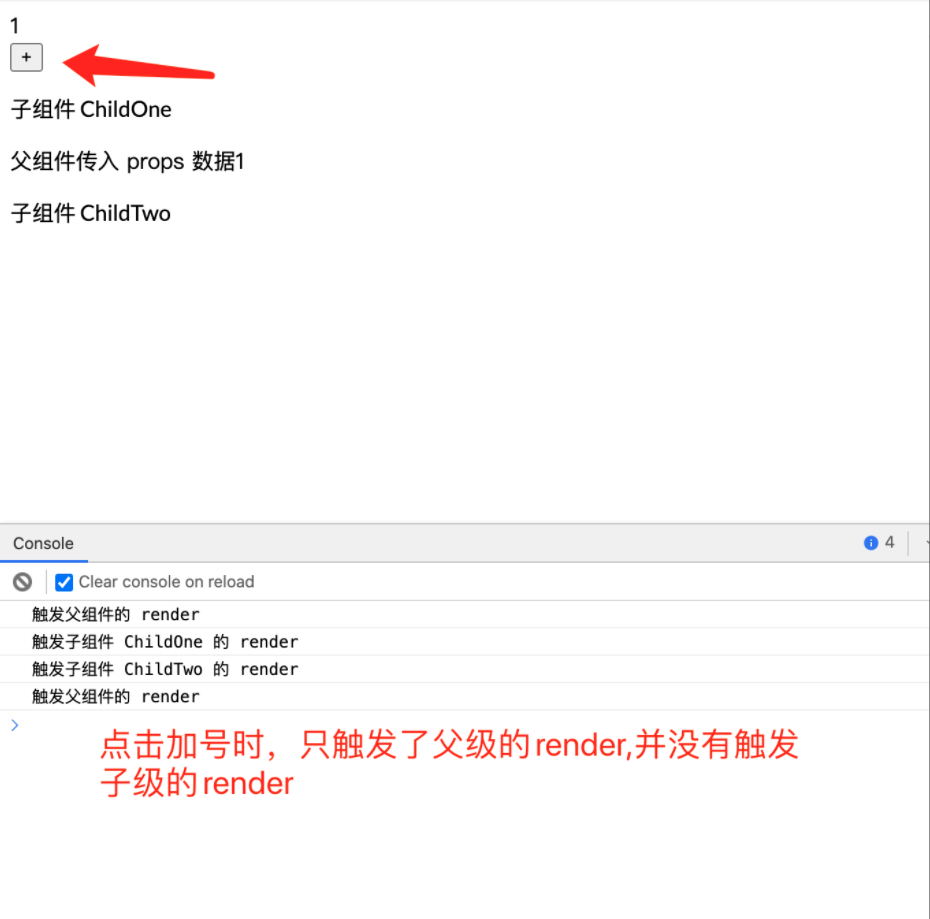 1
+
子组件 ChildOne
父组件传入 props 数据1
子组件 ChildTwo
Console
4
Clear console on reload
触发父组件的 render
触发子组件 ChildOne 的 render
触发子组件 ChildTwo 的 render
触发父组件的 render
点击加号时，只触发了父级的render,并没有触发
子级的render